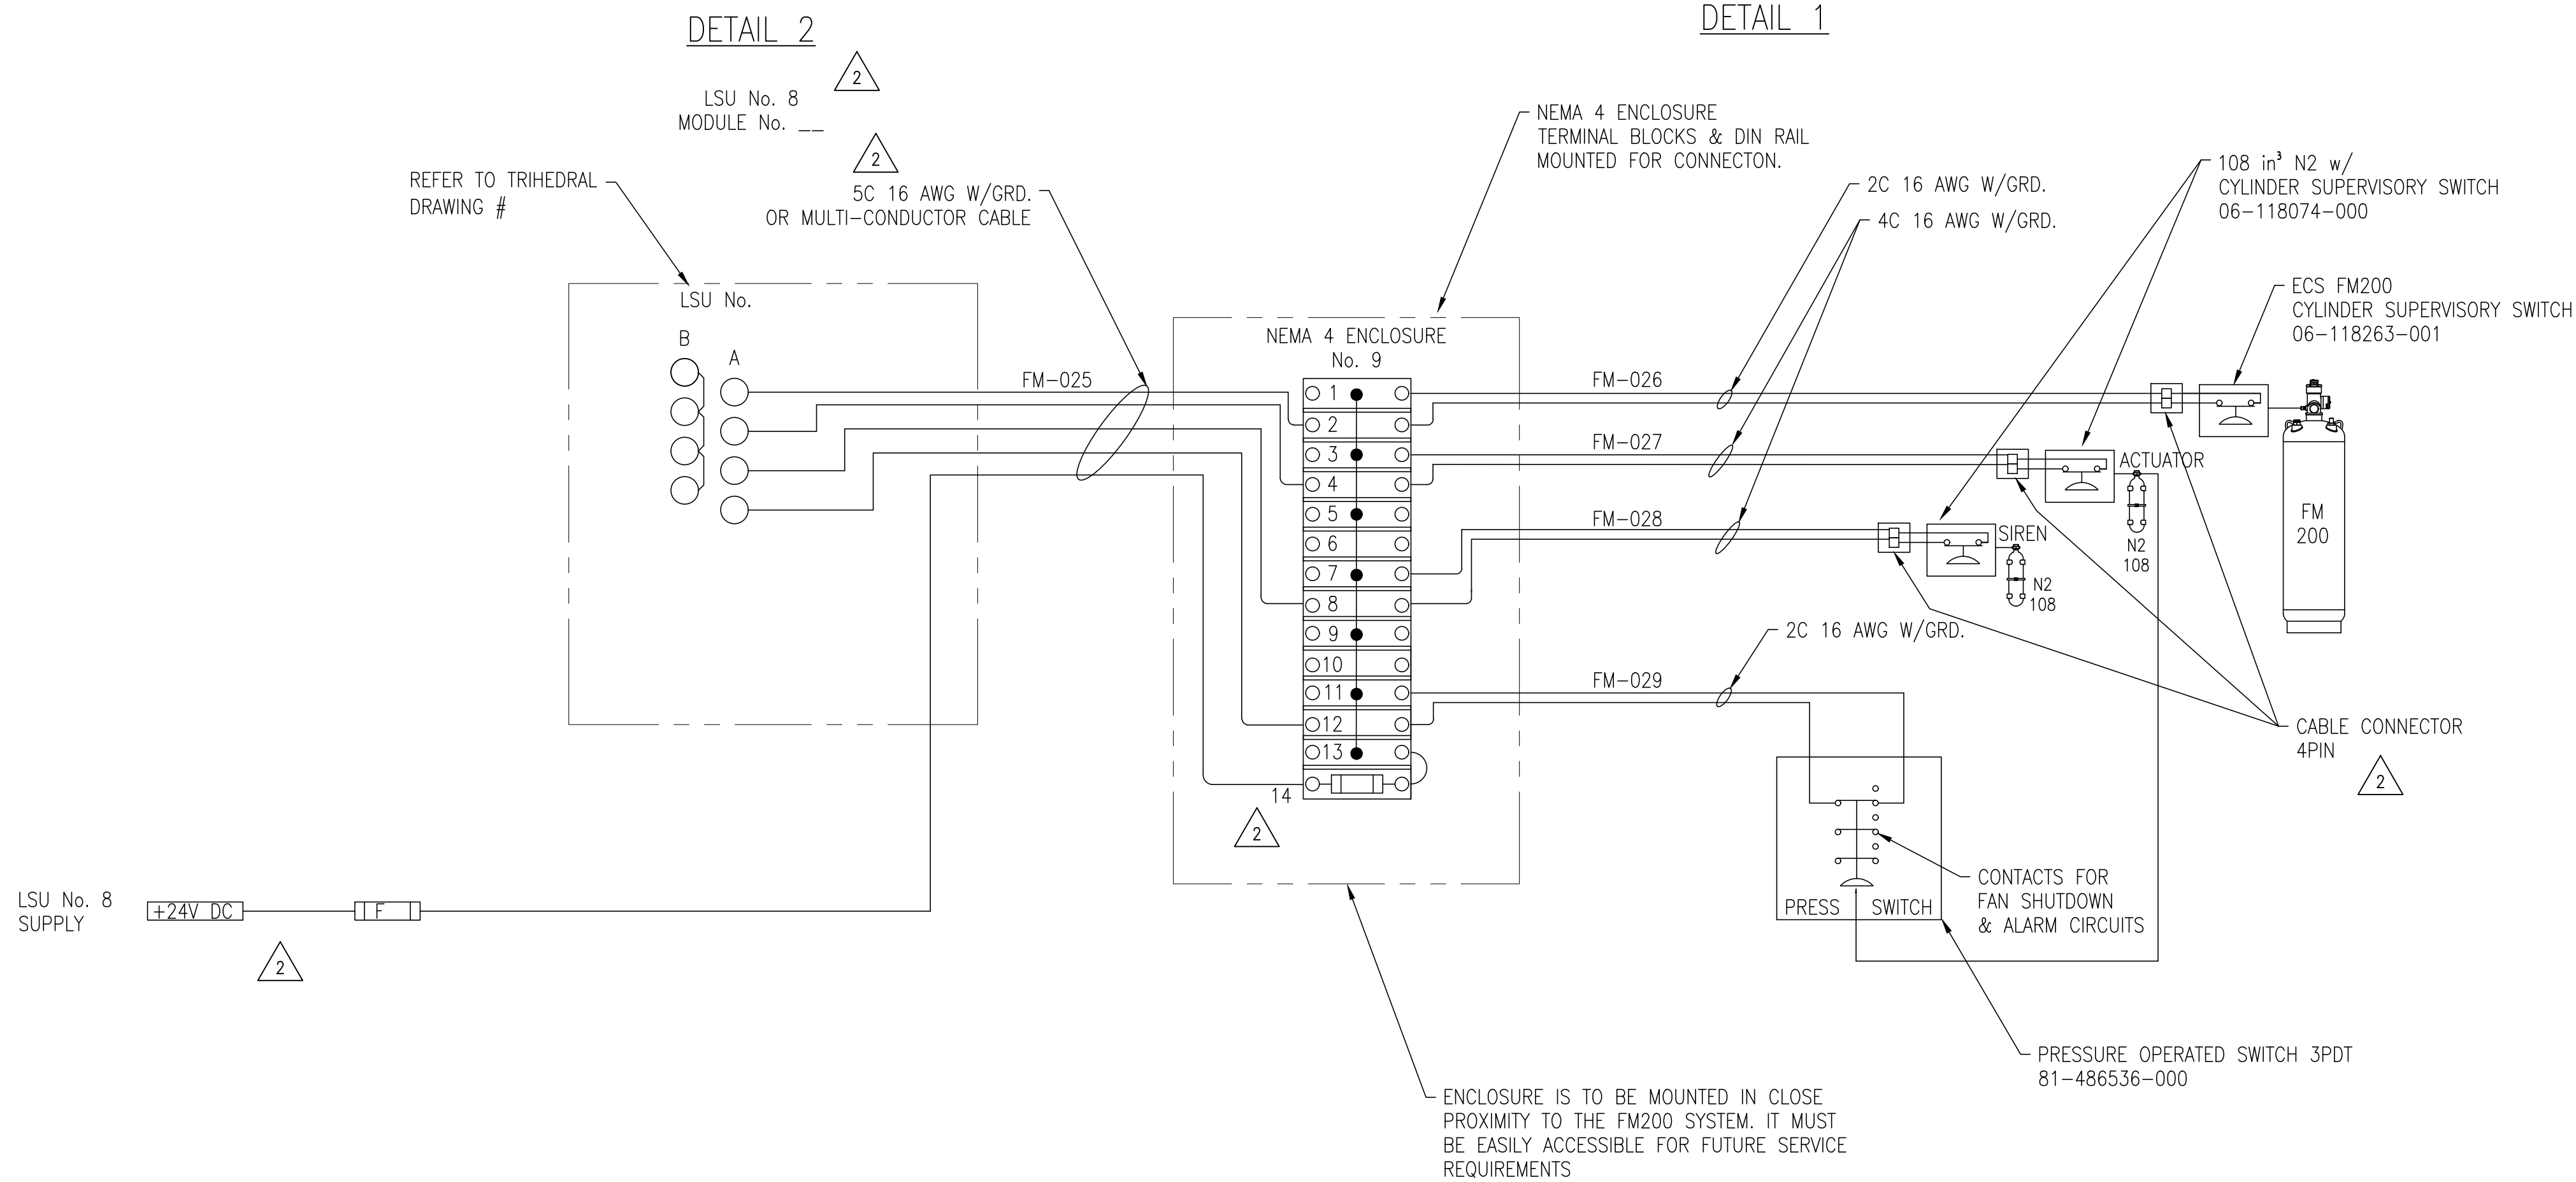 DETAIL 2
DETAIL 1
2
LSU No. 8
MODULE No. __
2
REFER TO TRIHEDRAL
DRAWING #
5C 16 AWG W/GRD.
OR MULTI-CONDUCTOR CABLE
NEMA 4 ENCLOSURE
TERMINAL BLOCKS & DIN RAIL
MOUNTED FOR CONNECTON.
2C 16 AWG W/GRD.
4C 16 AWG W/GRD.
108 in³ N2 w/
CYLINDER SUPERVISORY SWITCH
06-118074-000
ECS FM200
CYLINDER SUPERVISORY SWITCH
06-118263-001
LSU No.
B
A
FM-025
NEMA 4 ENCLOSURE
No. 9
1
2
3
4
5
6
7
8
9
10
11
12
13
14
2
FM-026
FM-027
FM-028
FM-029
2C 16 AWG W/GRD.
ACTUATOR
N2
108
SIREN
N2
108
FM
200
CABLE CONNECTOR
4PIN
2
PRESS SWITCH
CONTACTS FOR
FAN SHUTDOWN
& ALARM CIRCUITS
LSU No. 8
SUPPLY
+24V DC
F
2
PRESSURE OPERATED SWITCH 3PDT
81-486536-000
ENCLOSURE IS TO BE MOUNTED IN CLOSE
PROXIMITY TO THE FM200 SYSTEM. IT MUST
BE EASILY ACCESSIBLE FOR FUTURE SERVICE
REQUIREMENTS